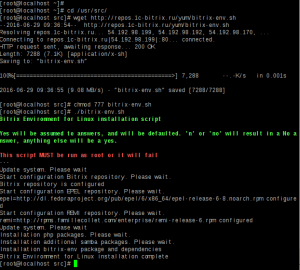 [root@localhost ~]#
[root@localhost ~]# cd /usr/src/
[root@localhost src]# wget http://repos.1c-bitrix.ru/yum/bitrix-env.sh
--2016-06-29 09:36:54-- http://repos.1c-bitrix.ru/yum/bitrix-env.sh
Resolving repos.1c-bitrix.ru... 54.192.98.199, 54.192.98.192, 54.192.98.170, ...
Connecting to repos.1c-bitrix.ru|54.192.98.199|:80... connected.
HTTP request sent, awaiting response... 200 OK
Length: 7288 (7.1K) [application/x-sh]
Saving to: "bitrix-env.sh"
100%[======================================>] 7,288 --.-K/s in 0.001s
2016-06-29 09:36:55 (9.08 MB/s) - "bitrix-env.sh" saved [7288/7288]
[root@localhost src]# chmod 777 bitrix-env.sh
[root@localhost src]# ./bitrix-env.sh
Bitrix Environment for Linux installation script
Yes will be assumed to answers, and will be defaulted. 'n' or 'no' will result in a No a
nswer, anything else will be a yes.
This script MUST be run as root or it will fail
---
Update system. Please wait.
Start configuration Bitrix repository. Please wait.
Bitrix repository is configured
Start configuration EPEL repository. Please wait.
epel=http://dl.fedoraproject.org/pub/epel/6/x86_64/epel-release-6-8.noarch.rpm configure
d
Start configuration REMI repository. Please wait.
remi=http://rpms.famillecollet.com/enterprise/remi-release-6.rpm configured
Update system. Please wait
Installation php packages. Please wait.
Installation additional samba packages. Please wait.
Installation bitrix-env package and dependencies
Bitrix Environment for Linux installation complete
[root@localhost src]#